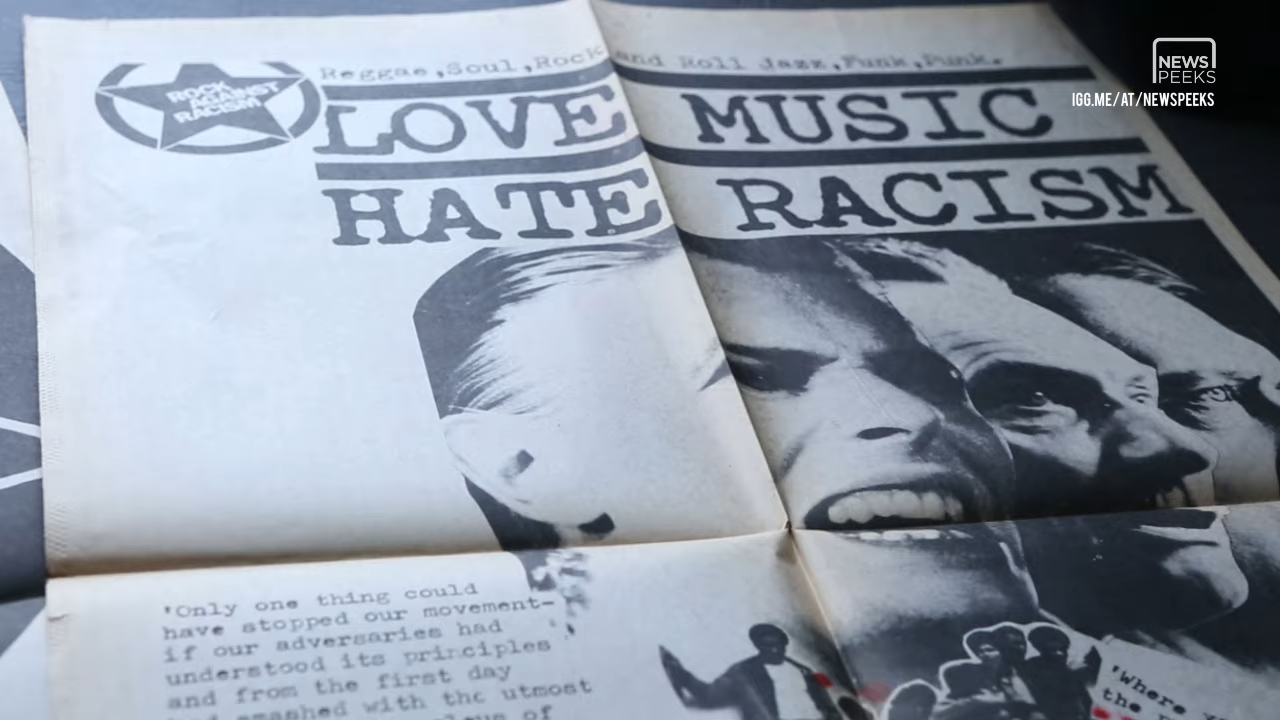 NEWS
PEEKS
IGG.ME/AT/NEWSPEEKS
Reggae,Soul,Rock and Roll Jazz,Funk,Punk.
ROCK
AGAINST
RACISM
LOVE MUSIC
HATE RACISM
'Only one thing could
have stopped our movement-
if our adversaries had
understood its principles
and from the first day
had smashed with the utmost
of
'Where
the